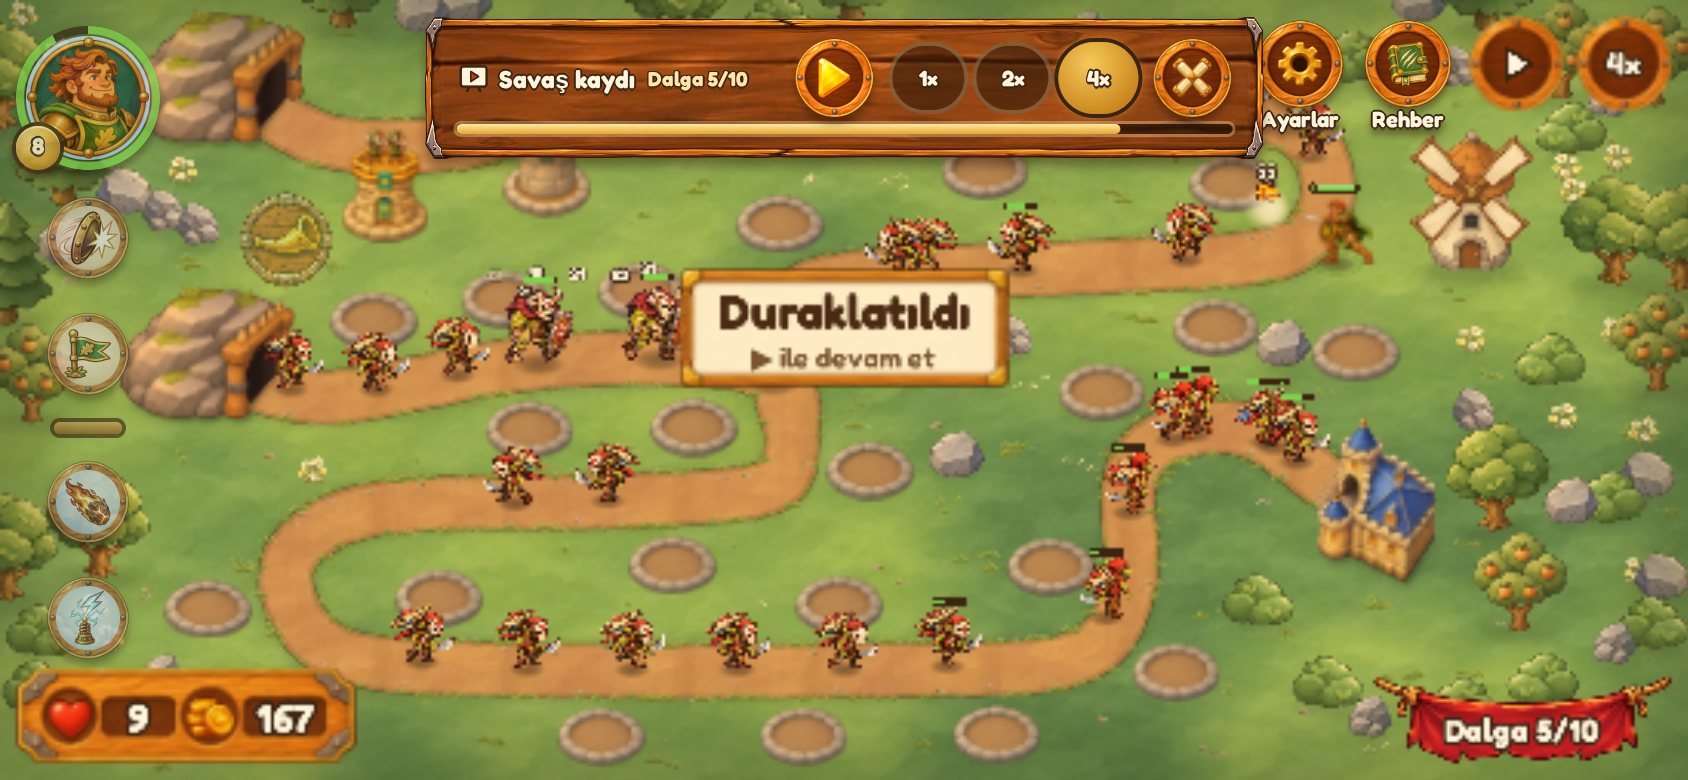 Savaş kaydı Dalga 5/10
1x
2x
4x
4x
Ayarlar
Rehber
8
Duraklatıldı
▶ ile devam et
9
167
Dalga 5/10